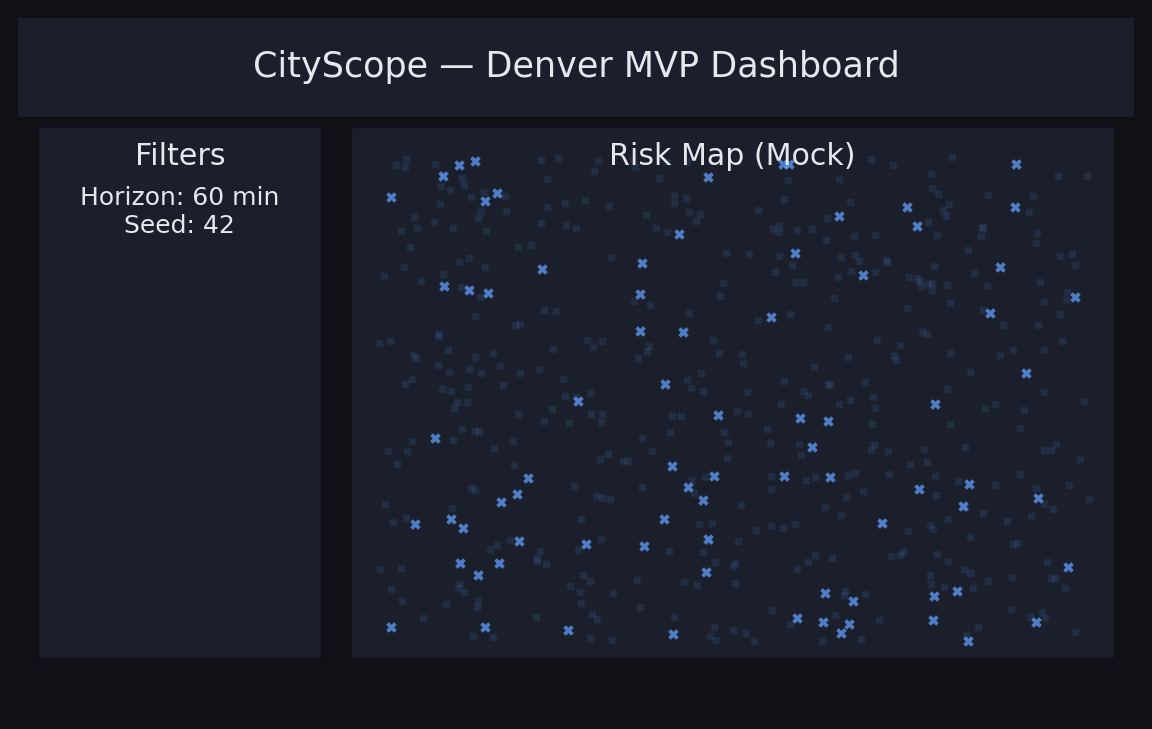 CityScope — Denver MVP Dashboard
Filters
Horizon: 60 min
Seed: 42
Risk Map (Mock)